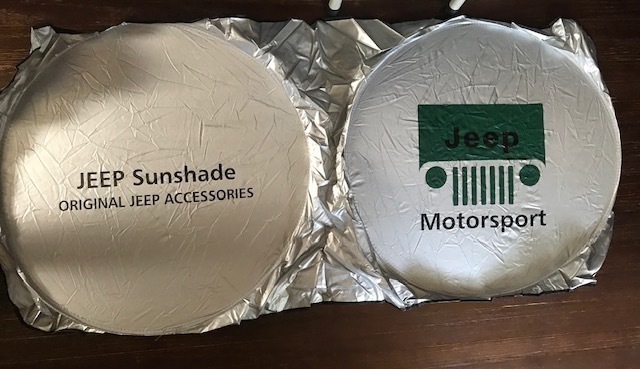 JEEP Sunshade
ORIGINAL JEEP ACCESSORIES
Jeep
Motorsport